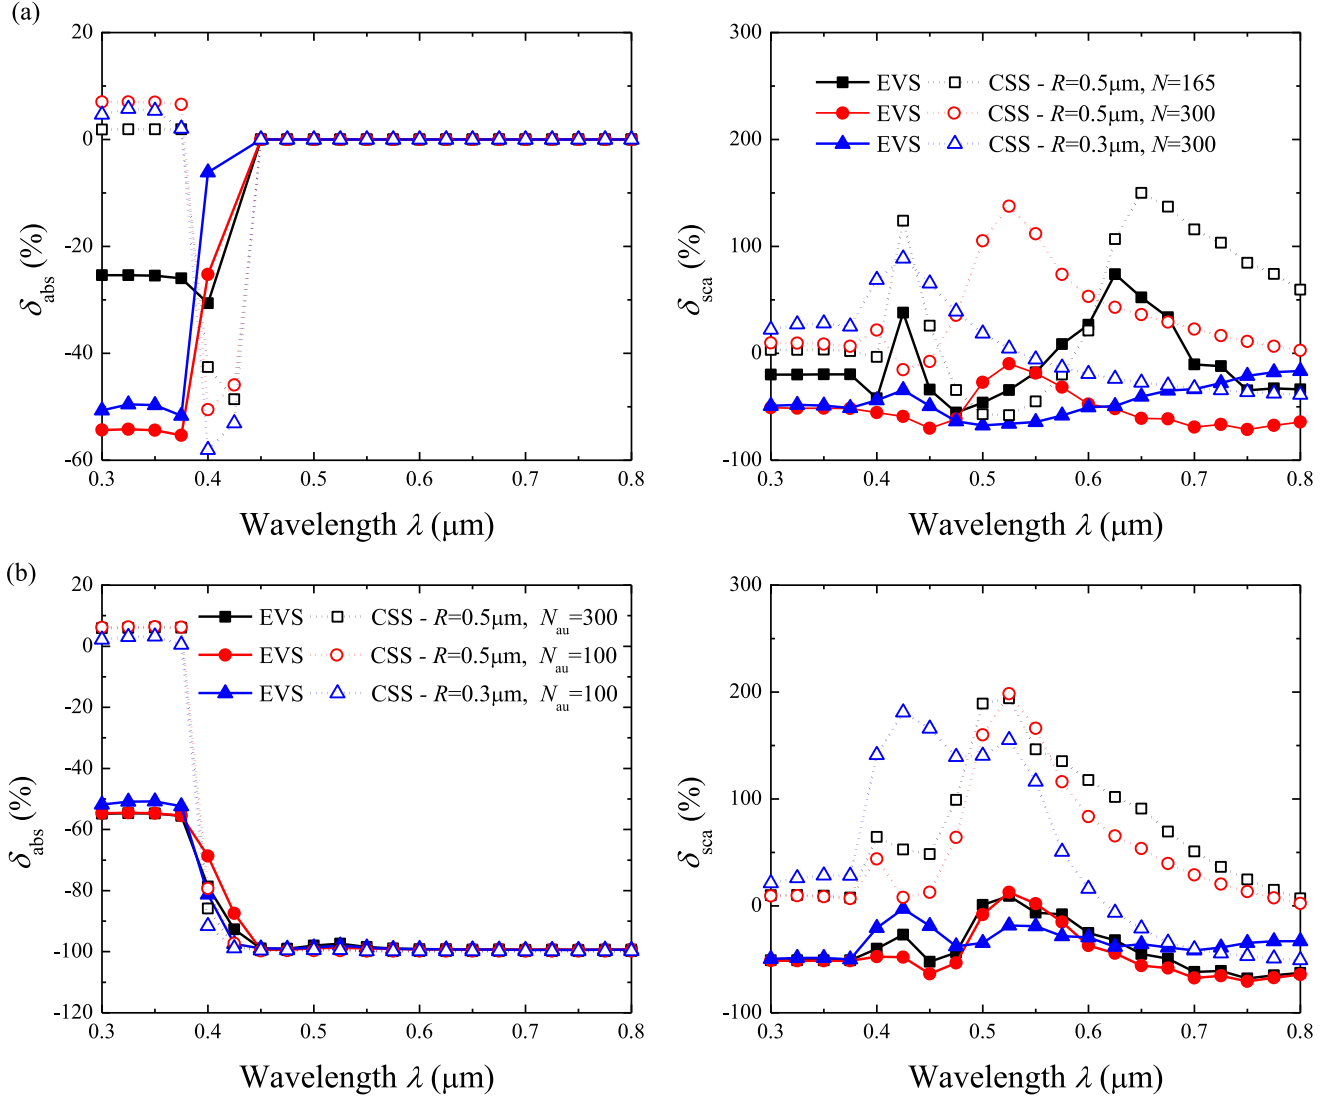 (a)
20
0
-20
-40
-60
δabs (%)
0.3 0.4 0.5 0.6 0.7 0.8
Wavelength λ (μm)
300
200
100
0
-100
δsca (%)
EVS CSS - R=0.5μm, N=165
EVS CSS - R=0.5μm, N=300
EVS CSS - R=0.3μm, N=300
0.3 0.4 0.5 0.6 0.7 0.8
Wavelength λ (μm)
(b)
20
0
-20
-40
-60
-80
-100
-120
δabs (%)
EVS CSS - R=0.5μm, Nau=300
EVS CSS - R=0.5μm, Nau=100
EVS CSS - R=0.3μm, Nau=100
0.3 0.4 0.5 0.6 0.7 0.8
Wavelength λ (μm)
300
200
100
0
-100
δsca (%)
0.3 0.4 0.5 0.6 0.7 0.8
Wavelength λ (μm)